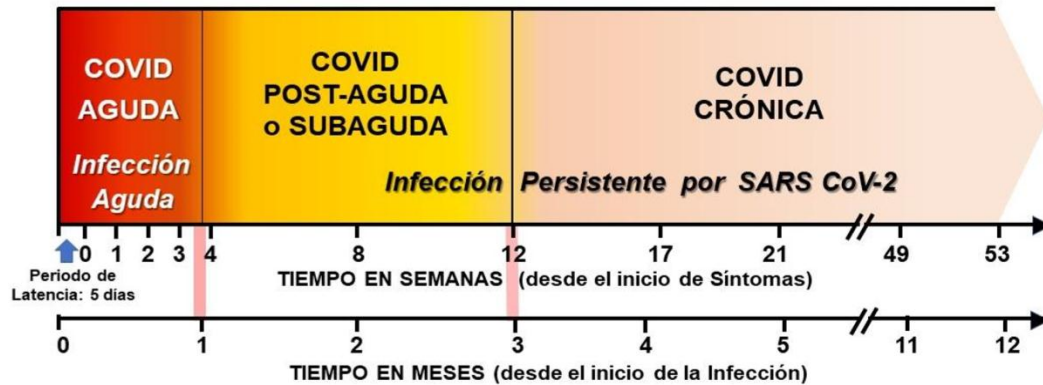 COVID
AGUDA
Infección
Aguda
COVID
POST-AGUDA
o SUBAGUDA
COVID
CRÓNICA
Infección Persistente por SARS CoV-2
0 1 2 3 4 8 12 17 21 49 53
Periodo de
Latencia: 5 días
TIEMPO EN SEMANAS (desde el inicio de Síntomas)
0 1 2 3 4 5 11 12
TIEMPO EN MESES (desde el inicio de la Infección)